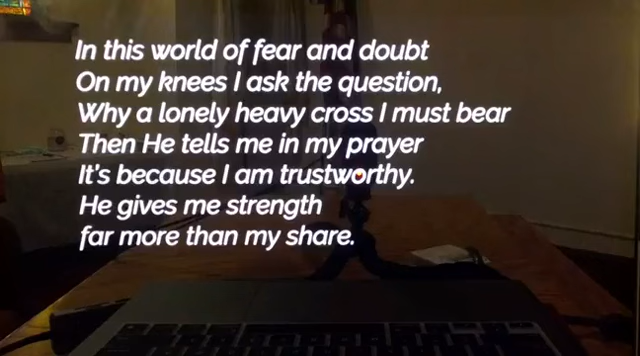 In this world of fear and doubt
On my knees I ask the question,
Why a lonely heavy cross I must bear
Then He tells me in my prayer
It's because I am trustworthy.
He gives me strength
far more than my share.